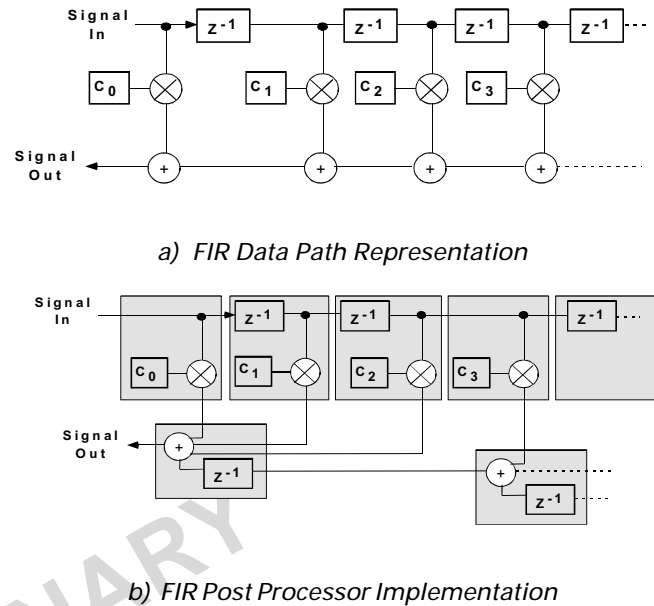 Signal
In
z⁻¹ z⁻¹ z⁻¹ z⁻¹
C₀ C₁ C₂ C₃
Signal
Out
+ + + +
a) FIR Data Path Representation
Signal
In
z⁻¹ z⁻¹ z⁻¹
C₀ C₁ C₂ C₃
Signal
Out
+
z⁻¹
+
z⁻¹
NARY
b) FIR Post Processor Implementation